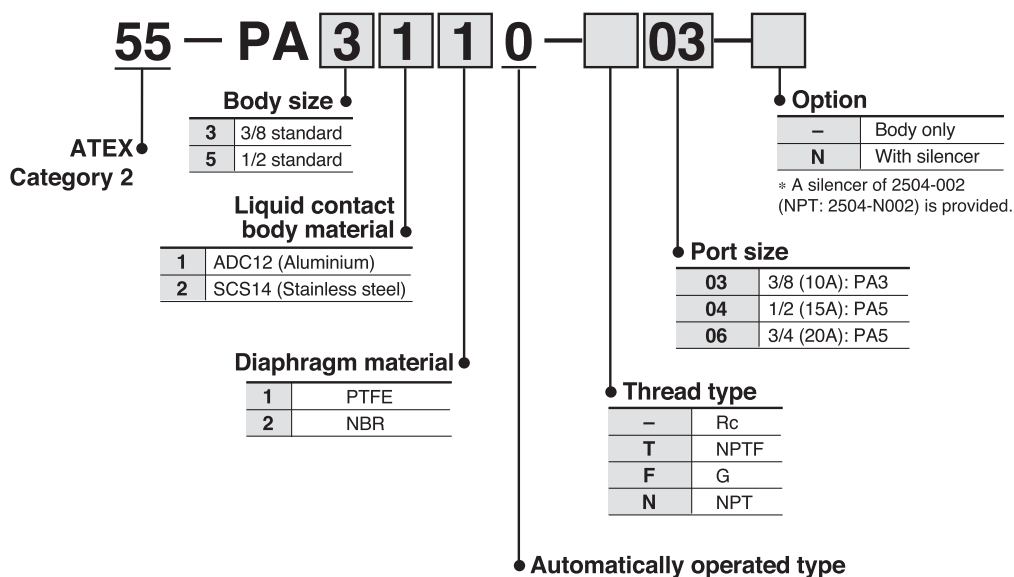 55 – PA 3 1 1 0 – 03 –
Body size
3 3/8 standard
5 1/2 standard
ATEX
Category 2
Liquid contact
body material
1 ADC12 (Aluminium)
2 SCS14 (Stainless steel)
Diaphragm material
1 PTFE
2 NBR
Option
– Body only
N With silencer
* A silencer of 2504-002
(NPT: 2504-N002) is provided.
Port size
03 3/8 (10A): PA3
04 1/2 (15A): PA5
06 3/4 (20A): PA5
Thread type
– Rc
T NPTF
F G
N NPT
Automatically operated type